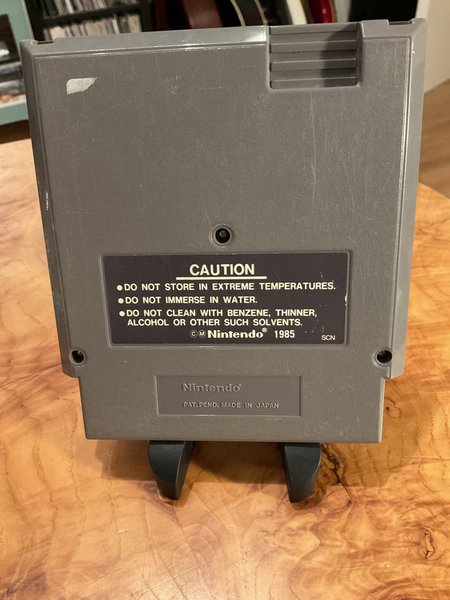 CAUTION
●DO NOT STORE IN EXTREME TEMPERATURES.
●DO NOT IMMERSE IN WATER.
●DO NOT CLEAN WITH BENZENE, THINNER,
ALCOHOL OR OTHER SUCH SOLVENTS.
©Ⓜ Nintendo® 1985 SCN
Nintendo®
PAT. PEND. MADE IN JAPAN